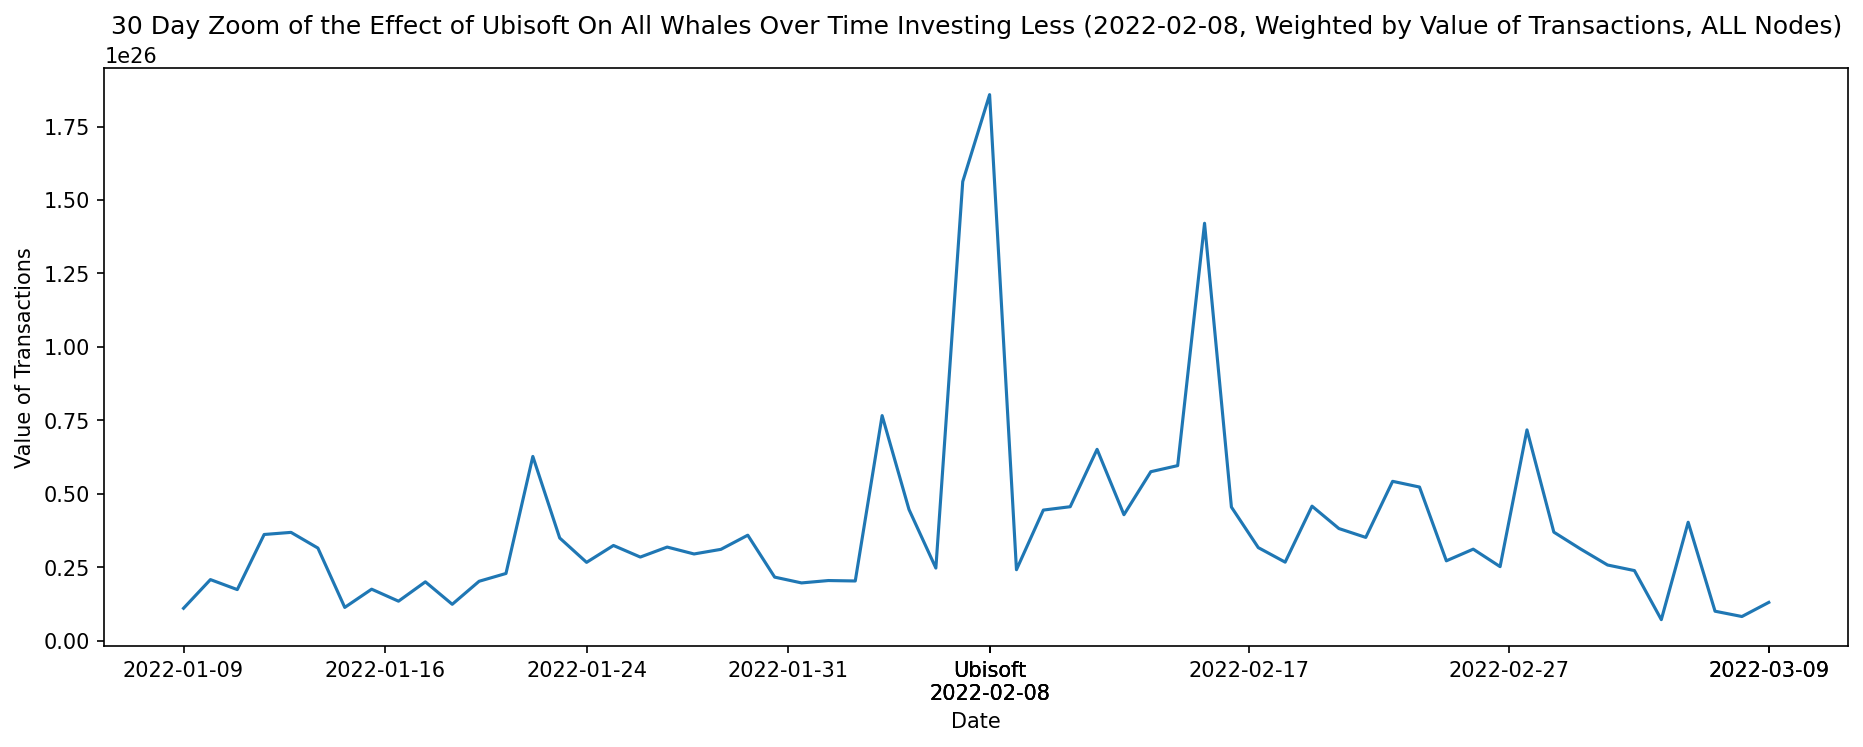 30 Day Zoom of the Effect of Ubisoft On All Whales Over Time Investing Less (2022-02-08, Weighted by Value of Transactions, ALL Nodes)
1e26
1.75
1.50
1.25
1.00
0.75
0.50
0.25
0.00
Value of Transactions
2022-01-09 2022-01-16 2022-01-24 2022-01-31 Ubisoft 2022-02-17 2022-02-27 2022-03-09
2022-02-08
Date